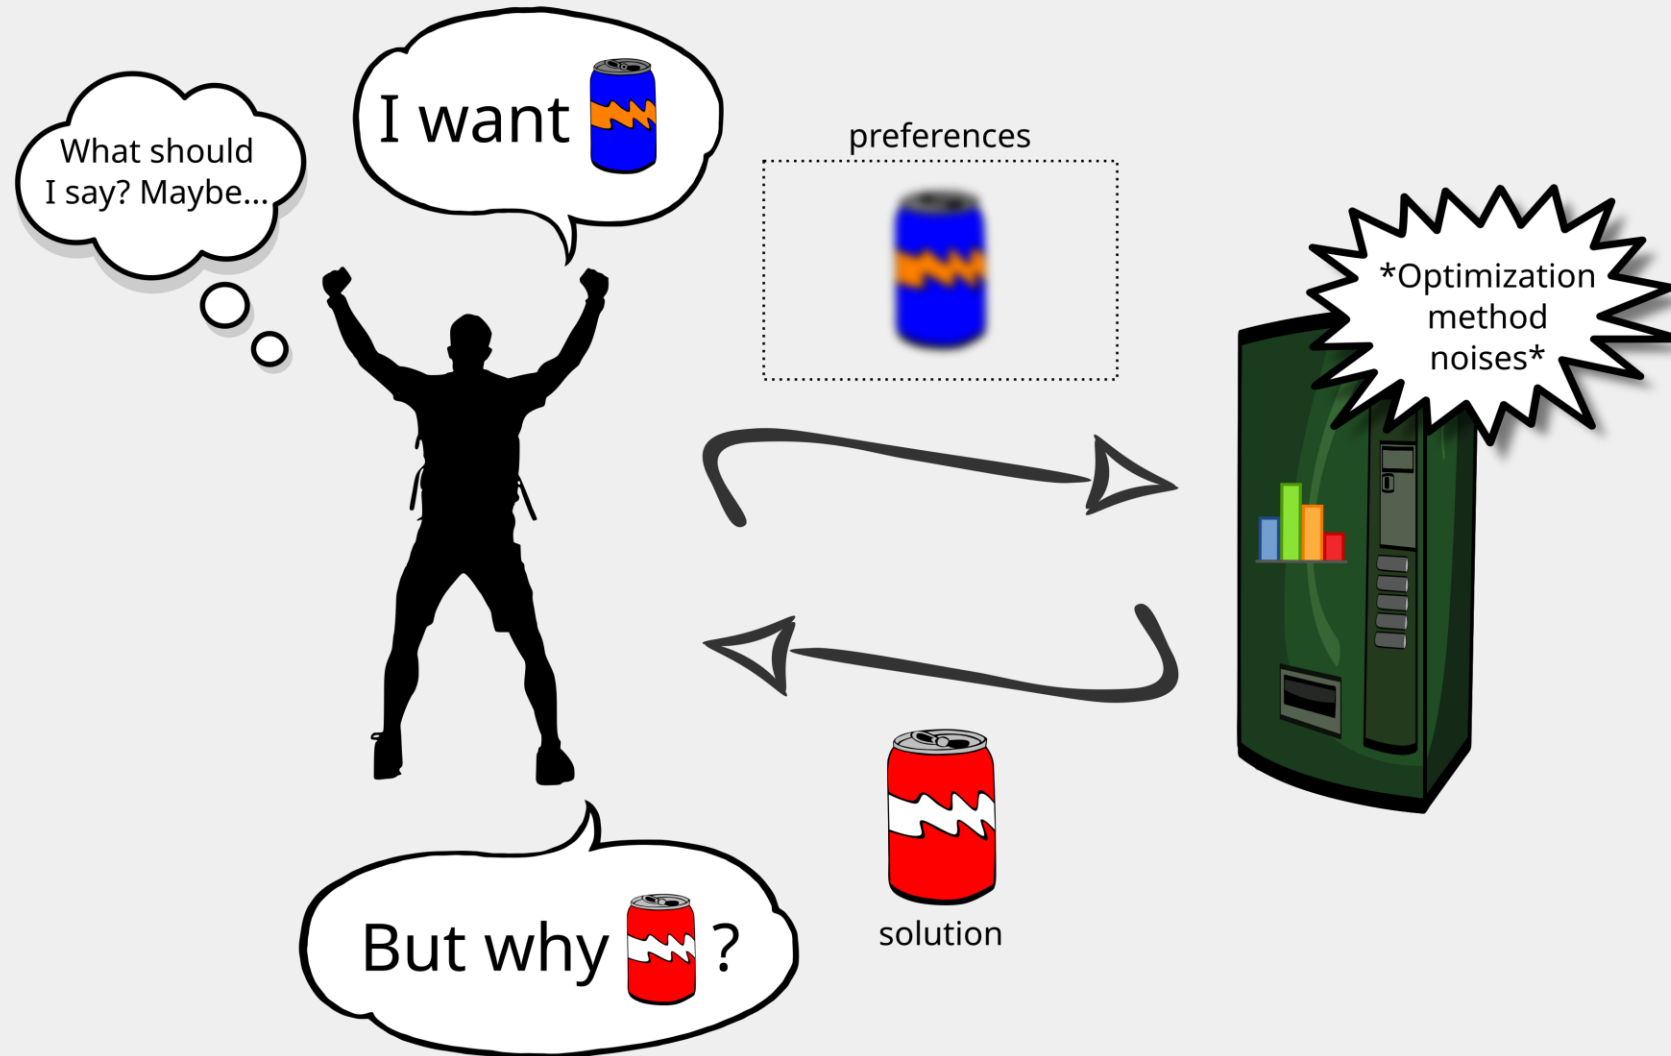 What should
I say? Maybe...
I want
preferences
*Optimization
method
noises*
solution
But why ?